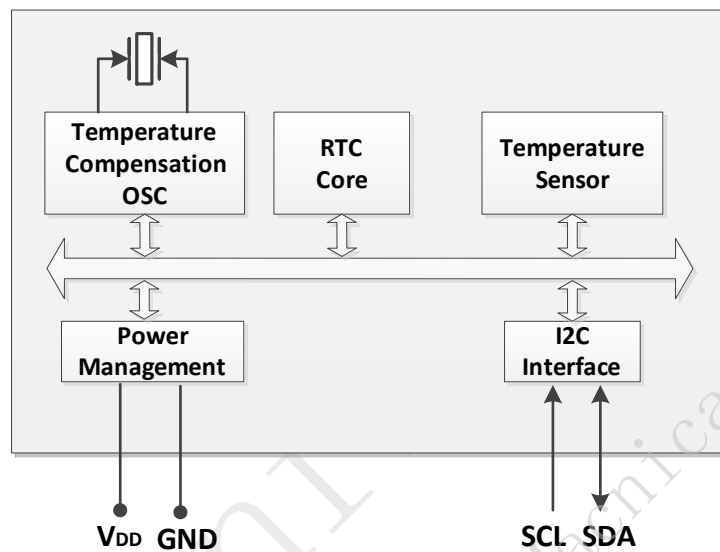 Temperature
Compensation
OSC
RTC
Core
Temperature
Sensor
Power
Management
I2C
Interface
VDD GND
SCL SDA